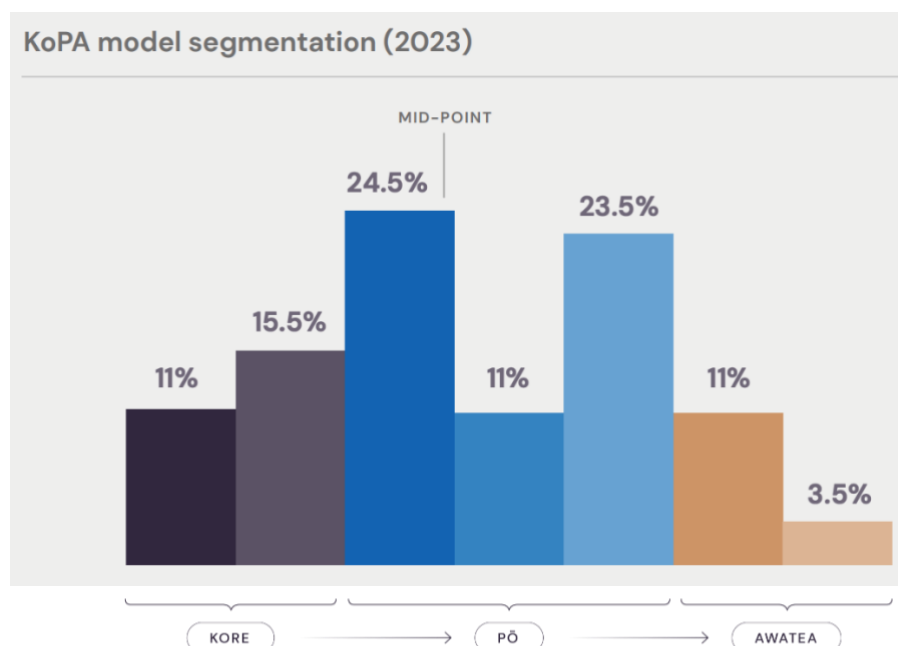 KoPA model segmentation (2023)
MID-POINT
24.5%
23.5%
15.5%
11%
11%
11%
3.5%
KORE
PŌ
AWATEA